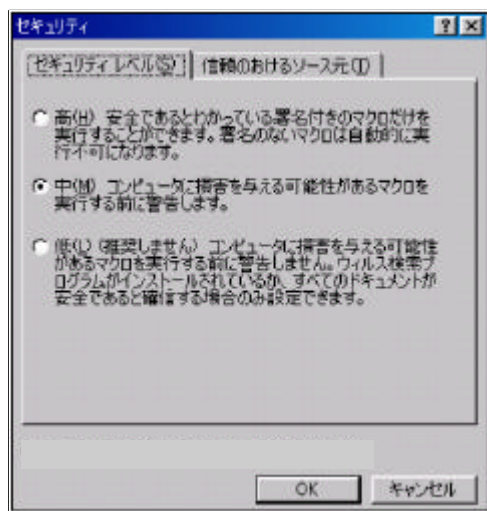 セキュリティ
セキュリティ レベル(S)
信頼のおけるソース元(T)
高(H) 安全であるとわかっている署名付きのマクロだけを
実行することができます。署名のないマクロは自動的に実
行不可になります。
中(M) コンピュータに損害を与える可能性があるマクロを
実行する前に警告します。
低(L) (推奨しません) コンピュータに損害を与える可能性
があるマクロを実行する前に警告しません。ウィルス検索プ
ログラムがインストールされているか、すべてのドキュメントが
安全であると確信する場合のみ設定できます。
OK
キャンセル